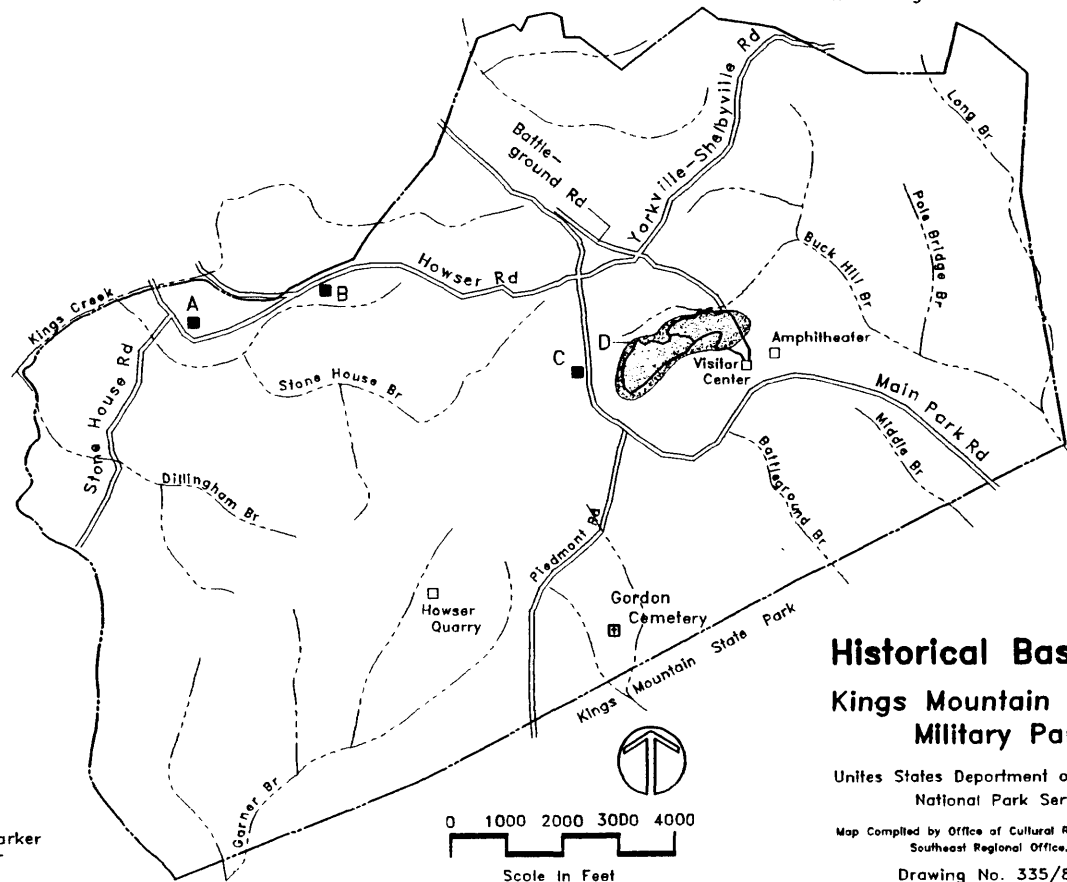 Long Br
Yorkville-Shelbyville Rd
Battle-
ground Rd
Pole Bridge Br
Buck Hill Br
Howser Rd
Kings Creek
A
B
C
D
Amphitheater
Visitor
Center
Stone House Rd
Stone House Br
Main Park Rd
Middle Br
Battleground Br
Dillingham Br
Piedmont Rd
Howser
Quarry
Gordon
Cemetery
Kings Mountain State Park
Garner Br
0 1000 2000 3000 4000
Scale In Feet
Historical Bas
Kings Mountain
Military Pa
Unites States Department o
National Park Ser
Map Compiled by Office of Cultural R
Southeast Regional Office,
Drawing No. 335/8
arker